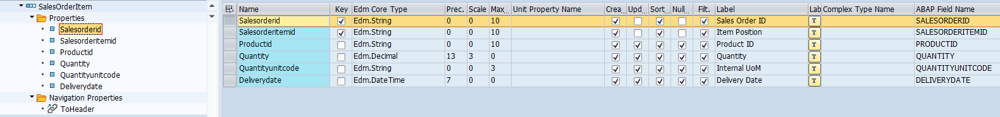 SalesOrderItem
Properties
Salesorderid
Salesorderitemid
Productid
Quantity
Quantityunitcode
Deliverydate
Navigation Properties
ToHeader
Name Key Edm Core Type Prec. Scale Max... Unit Property Name Crea... Upd... Sort... Null... Filt. Label Lab Complex Type Name ABAP Field Name
Salesorderid Edm.String 0 0 10 Sales Order ID T SALESORDERID
Salesorderitemid Edm.String 0 0 10 Item Position T SALESORDERITEMID
Productid Edm.String 0 0 10 Product ID T PRODUCTID
Quantity Edm.Decimal 13 3 0 Quantity T QUANTITY
Quantityunitcode Edm.String 0 0 3 Internal UoM T QUANTITYUNITCODE
Deliverydate Edm.DateTime 7 0 0 Delivery Date T DELIVERYDATE